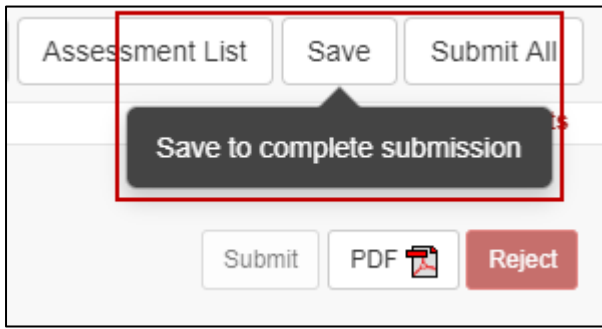 Assessment List Save Submit All
Save to complete submission
Submit PDF Reject